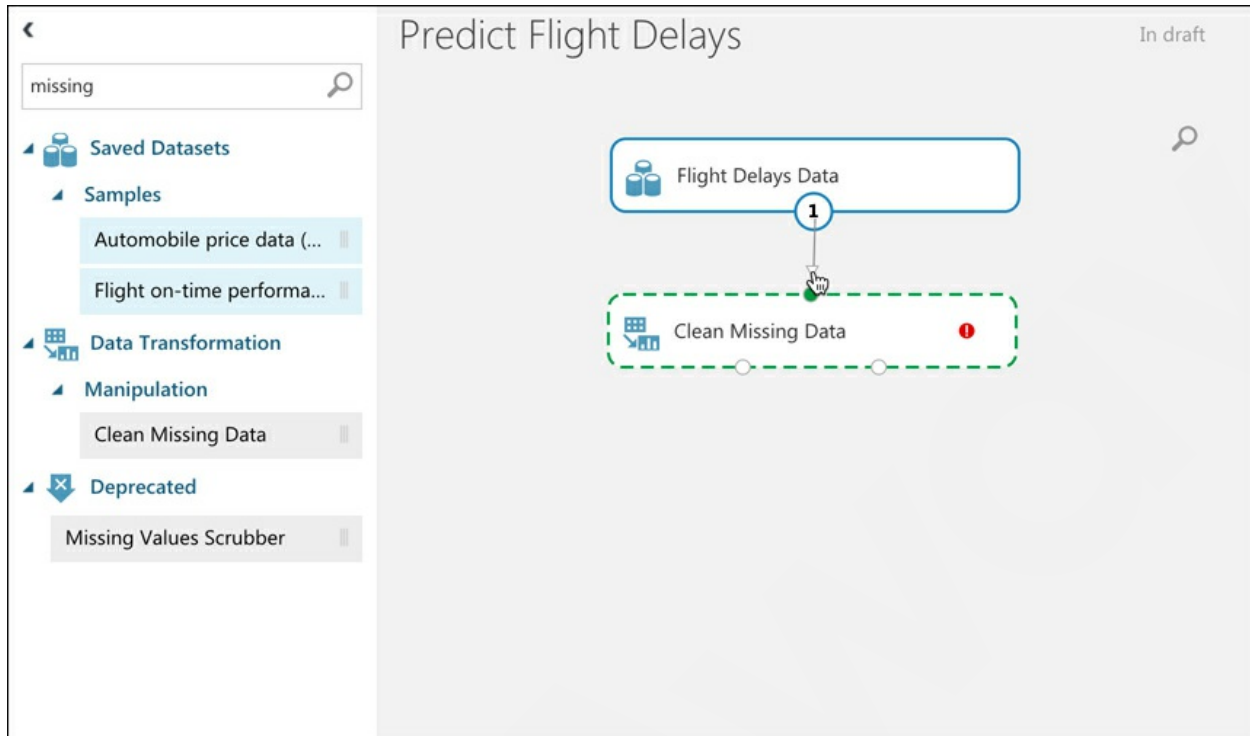 Predict Flight Delays
In draft
missing
Saved Datasets
Samples
Automobile price data (...
Flight on-time performa...
Data Transformation
Manipulation
Clean Missing Data
Deprecated
Missing Values Scrubber
Flight Delays Data
1
Clean Missing Data
!